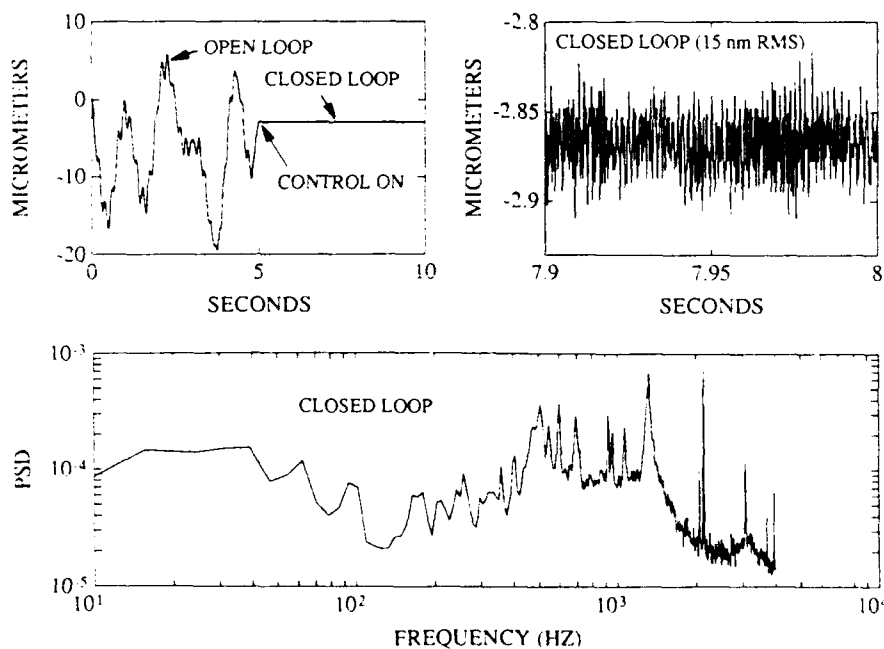 10
0
-10
-20
MICROMETERS
OPEN LOOP
CLOSED LOOP
CONTROL ON
0
5
10
SECONDS
-2.8
-2.85
-2.9
MICROMETERS
CLOSED LOOP (15 nm RMS)
7.9
7.95
8
SECONDS
10-3
10-4
10-5
PSD
CLOSED LOOP
101
102
103
104
FREQUENCY (HZ)